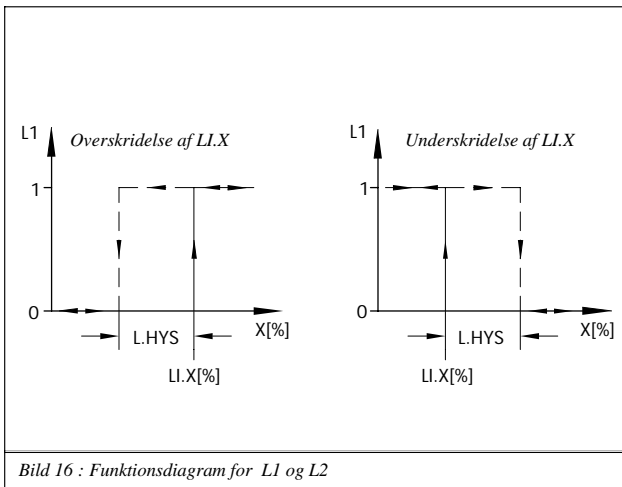 L1
Overskridelse af LI.X
1
0
L.HYS
X[%]
LI.X[%]
L1
Underskridelse af LI.X
1
0
L.HYS
X[%]
LI.X[%]
Bild 16 : Funktionsdiagram for L1 og L2